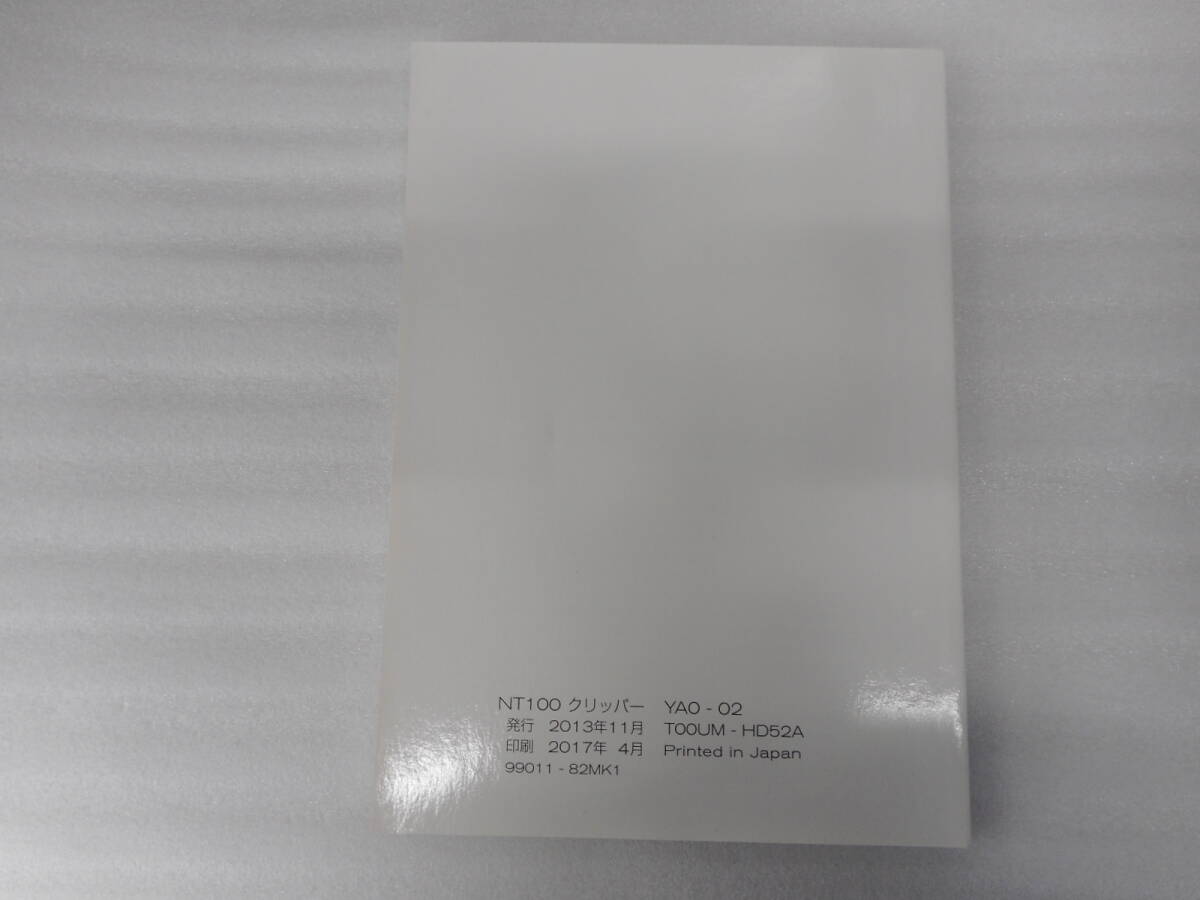 NT100 クリッパー YA0 - 02
発行 2013年11月 T00UM - HD52A
印刷 2017年 4月 Printed in Japan
99011 - 82MK1